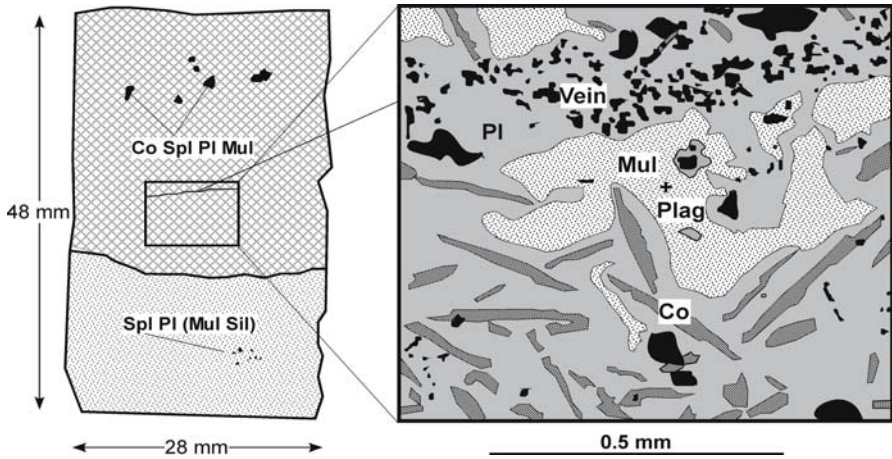 Co Spl Pl Mul
48 mm
Spl Pl (Mul Sil)
28 mm
Vein
Pl
Mul
Plag
Co
0.5 mm